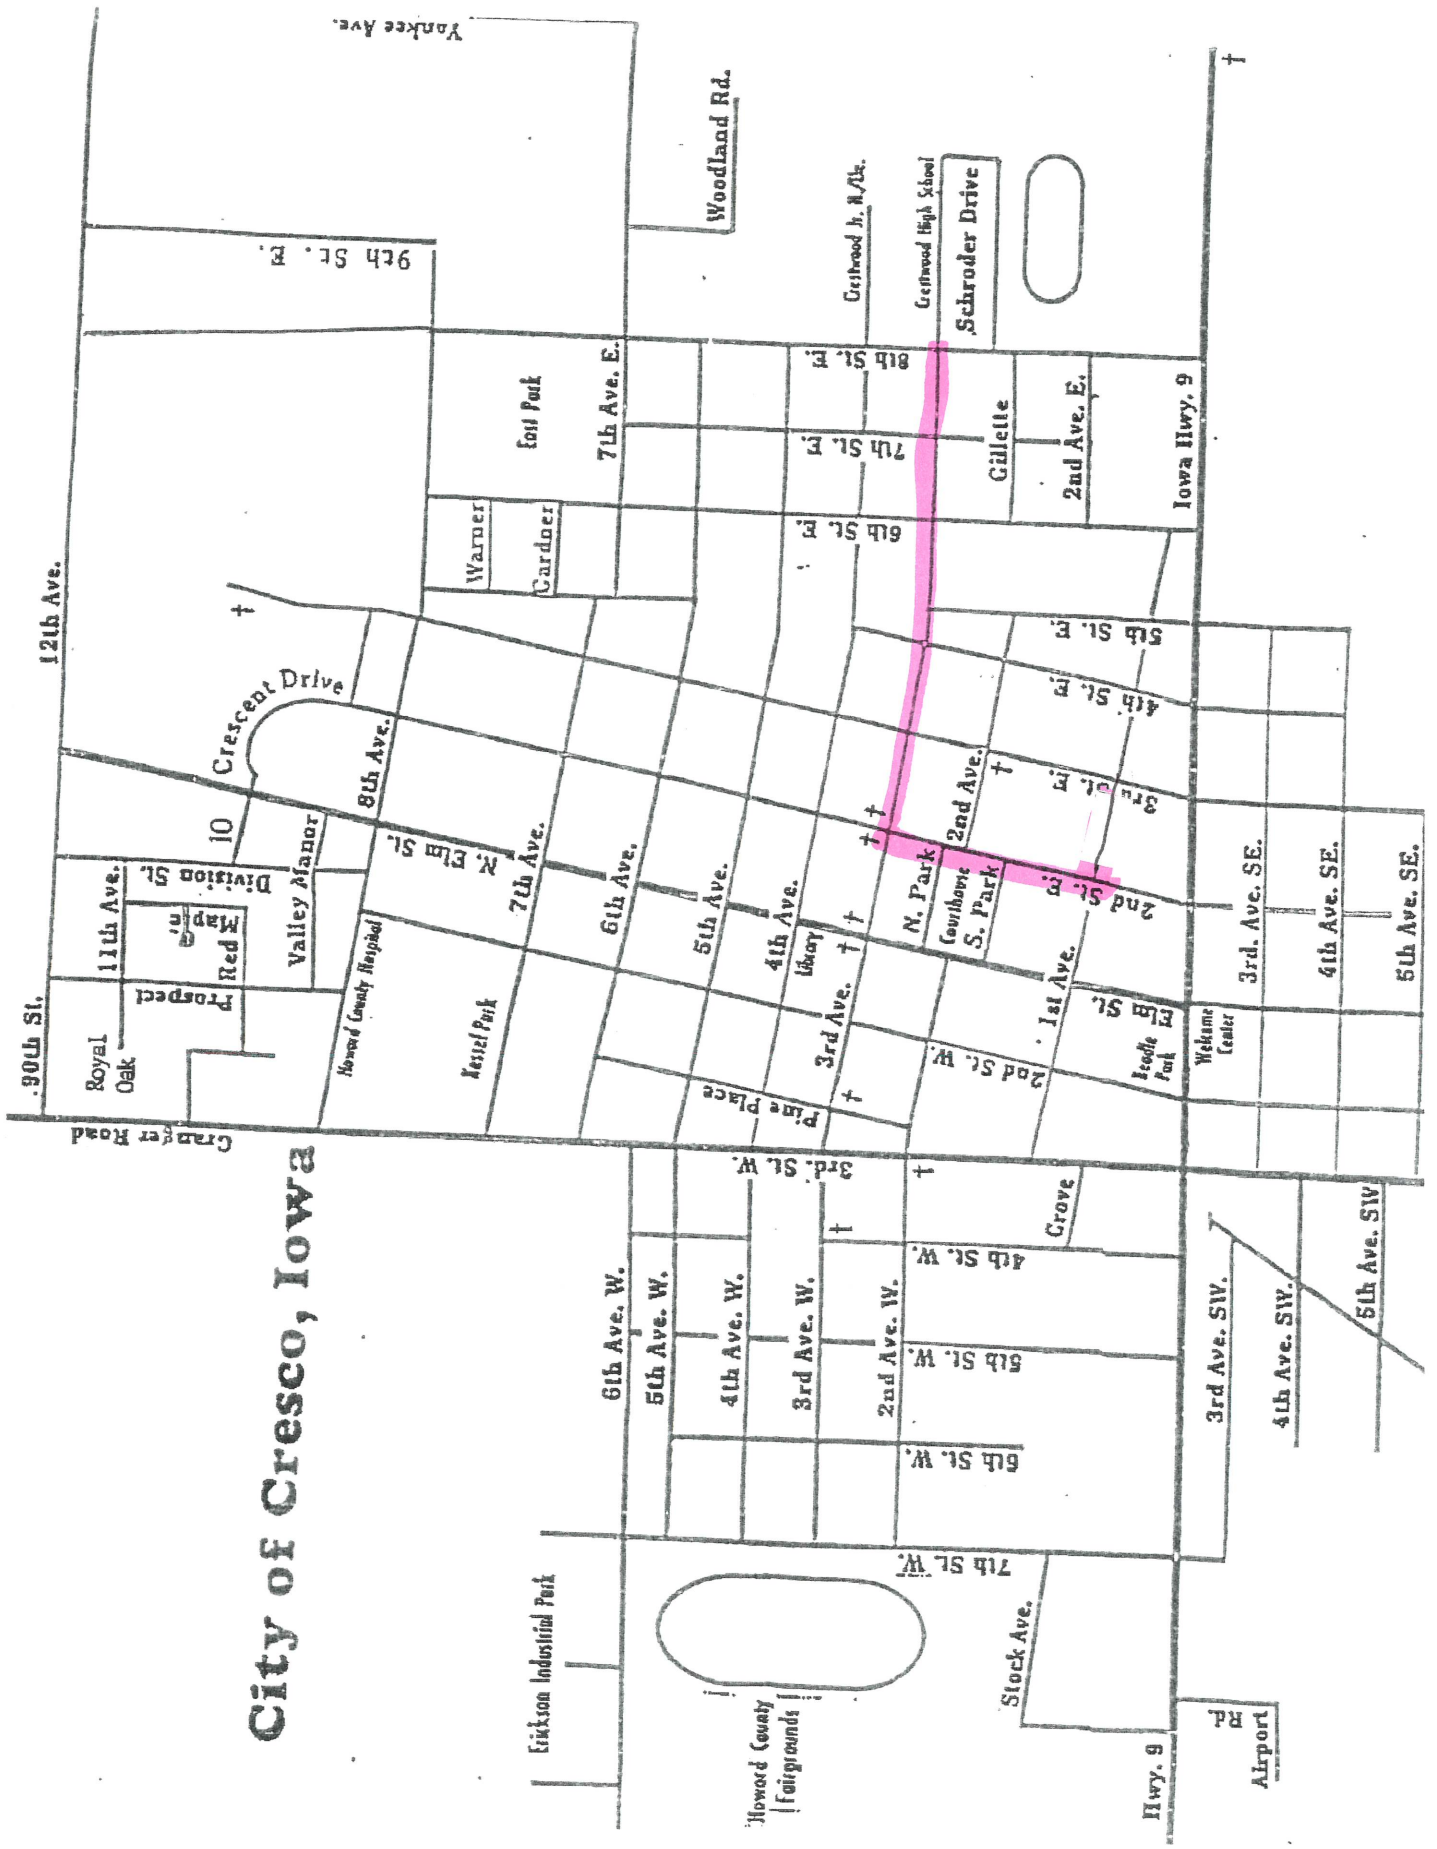 City of Cresco, Iowa
Yankee Ave.
Woodland Rd.
Crestwood High School
Schroder Drive
9th St. E.
8th St. E.
7th Ave. E.
East Park
7th St. E.
Gillette
2nd Ave. E.
Iowa Hwy. 9
6th St. E.
Warner
Gardner
12th Ave.
5th St. E.
4th St. E.
Crescent Drive
8th Ave.
10
Division St.
Valley Manor
11th Ave.
Red
Prospect
N. Elm St.
7th Ave.
6th Ave.
5th Ave.
4th Ave.
Library
3rd Ave.
N. Park
Courthouse
S. Park
2nd Ave.
2nd St. E.
1st Ave.
Elm St.
3rd. Ave. SE.
4th Ave. SE.
5th Ave. SE.
90th St.
Royal
Oak
Granger Road
Howard County Hospital
Kessel Park
Pine Place
2nd St. W.
Beadle
Park
Welcome
Center
3rd. St. W.
Grove
4th St. W.
6th Ave. W.
5th Ave. W.
4th Ave. W.
3rd Ave. W.
2nd Ave. W.
5th St. W.
6th St. W.
7th St. W.
3rd Ave. SW.
4th Ave. SW.
5th Ave. SW
Erickson Industrial Park
Howard County
Fairgrounds
Stock Ave.
Hwy. 9
Airport
Rd.